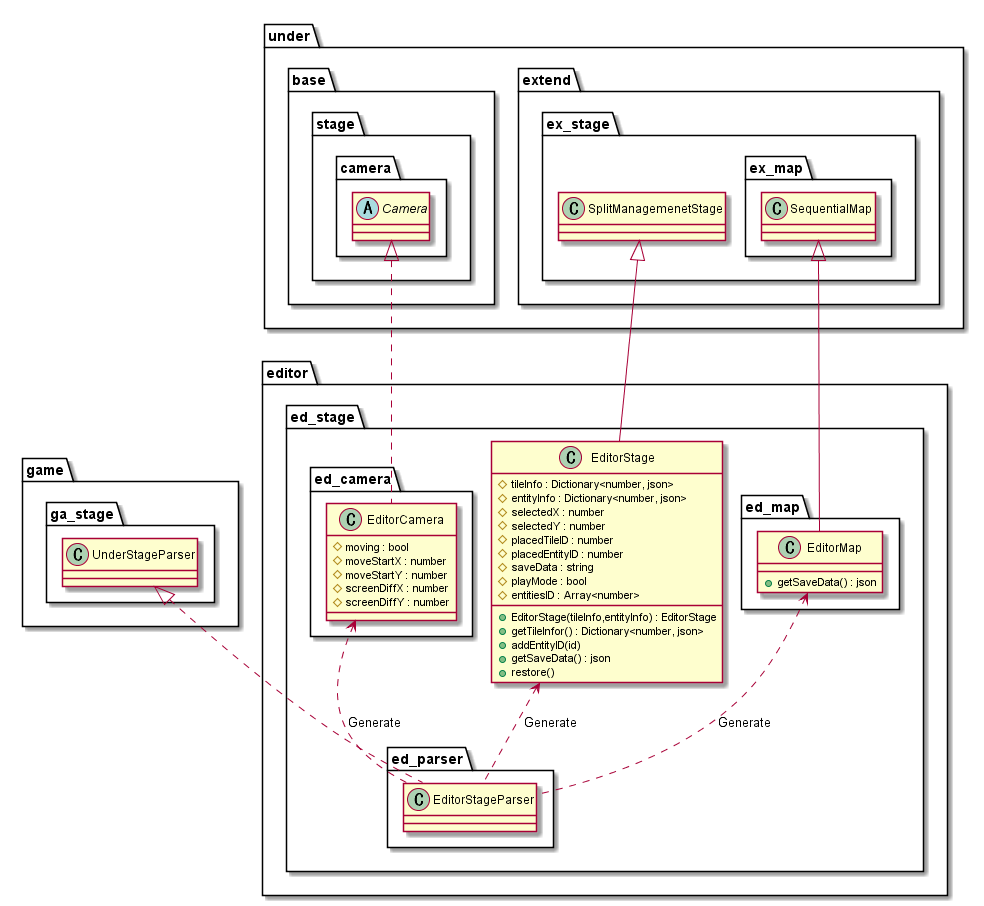 under
base
extend
stage
ex_stage
camera
ex_map
A Camera
C SplitManagemenetStage
C SequentialMap
editor
ed_stage
C EditorStage
tileInfo : Dictionary<number, json>
entityInfo : Dictionary<number, json>
selectedX : number
selectedY : number
placedTileID : number
placedEntityID : number
saveData : string
playMode : bool
entitiesID : Array<number>
EditorStage(tileInfo,entityInfo) : EditorStage
getTileInfor() : Dictionary<number, json>
addEntityID(id)
getSaveData() : json
restore()
ed_camera
C EditorCamera
moving : bool
moveStartX : number
moveStartY : number
screenDiffX : number
screenDiffY : number
ed_map
C EditorMap
getSaveData() : json
game
ga_stage
C UnderStageParser
Generate
Generate
Generate
ed_parser
C EditorStageParser